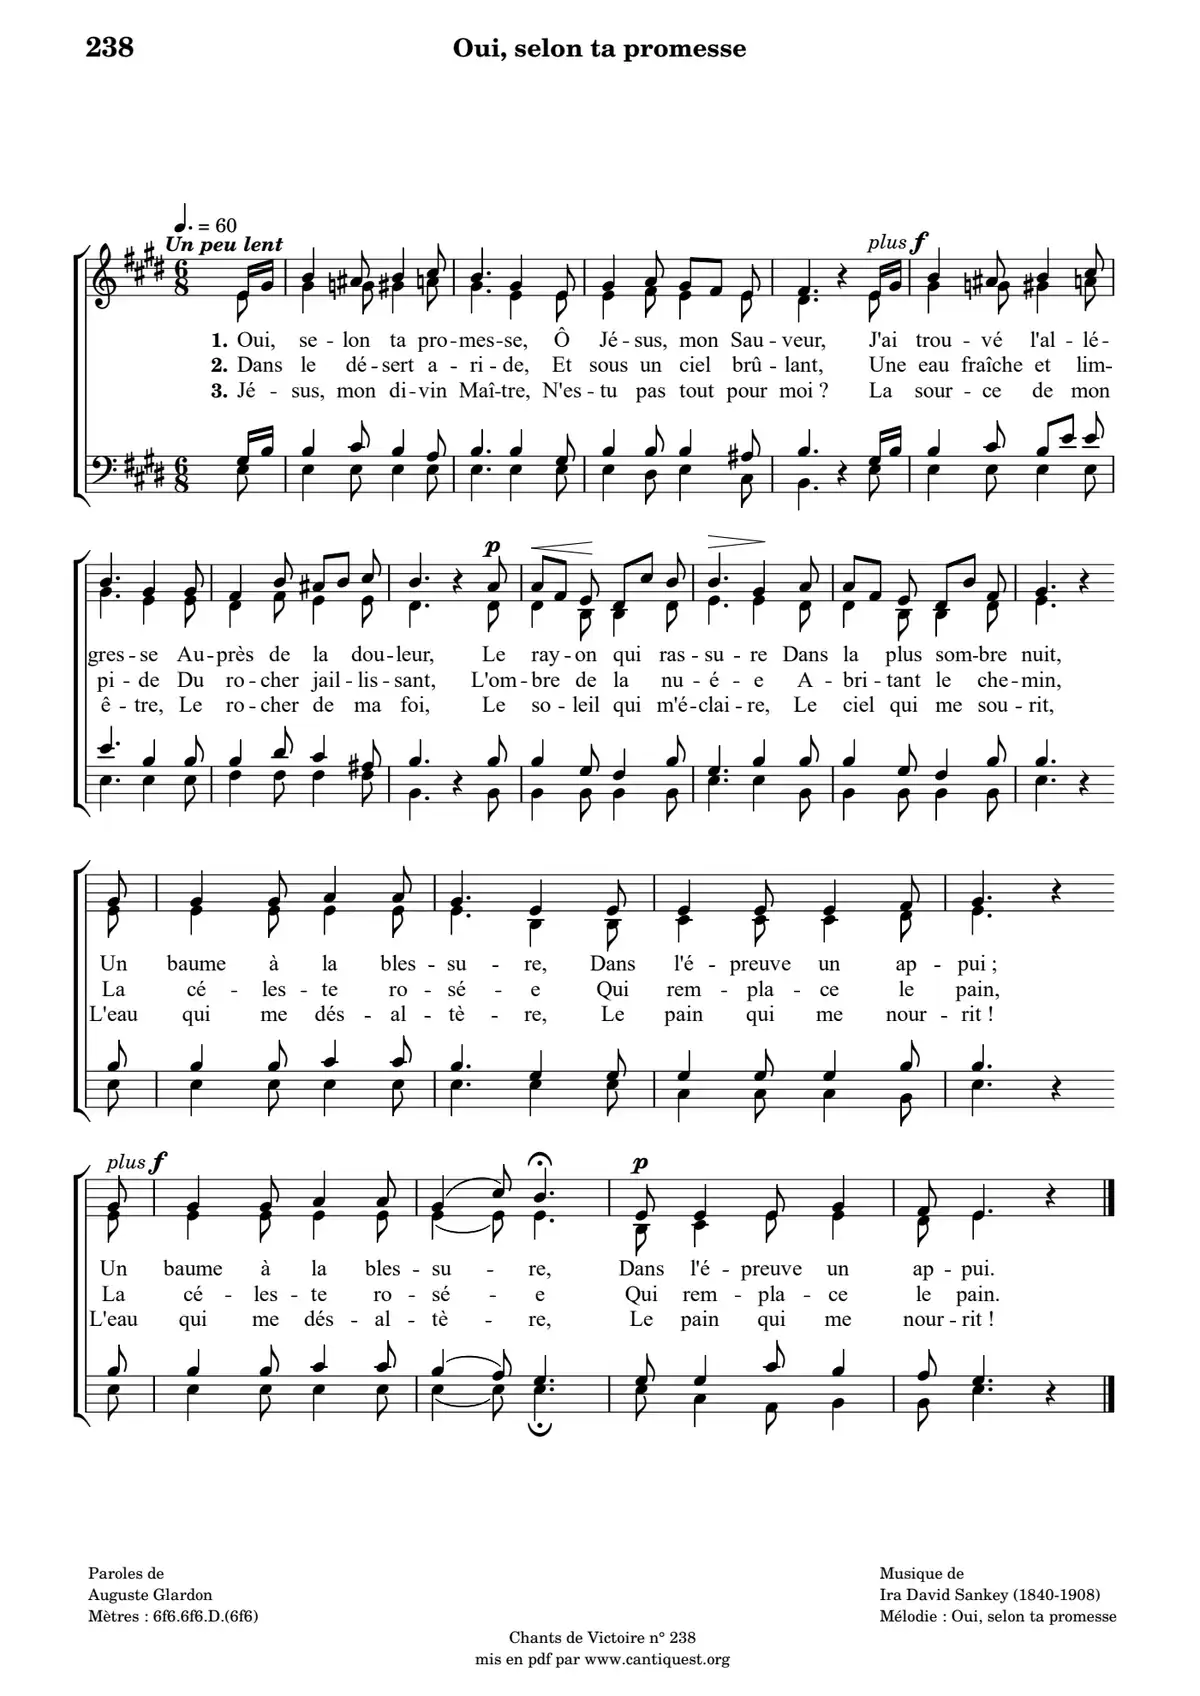 238
Oui, selon ta promesse
= 60
Un peu lent
plus f
1. Oui, se - lon ta pro - mes - se, Ô Jé - sus, mon Sau - veur, J'ai trou - vé l'al - lé -
2. Dans le dé - sert a - ri - de, Et sous un ciel brû - lant, Une eau fraîche et lim -
3. Jé - sus, mon di - vin Maî - tre, N'es - tu pas tout pour moi ? La sour - ce de mon
p
gres - se Au - près de la dou - leur, Le ray - on qui ras - su - re Dans la plus som - bre nuit,
pi - de Du ro - cher jail - lis - sant, L'om - bre de la nu - é - e A - bri - tant le che - min,
ê - tre, Le ro - cher de ma foi, Le so - leil qui m'é - clai - re, Le ciel qui me sou - rit,
Un baume à la bles - su - re, Dans l'é - preuve un ap - pui ;
La cé - les - te ro - sé - e Qui rem - pla - ce le pain,
L'eau qui me dés - al - tè - re, Le pain qui me nour - rit !
plus f p
Un baume à la bles - su - re, Dans l'é - preuve un ap - pui.
La cé - les - te ro - sé - e Qui rem - pla - ce le pain.
L'eau qui me dés - al - tè - re, Le pain qui me nour - rit !
Paroles de
Auguste Glardon
Mètres : 6f6.6f6.D.(6f6)
Musique de
Ira David Sankey (1840-1908)
Mélodie : Oui, selon ta promesse
Chants de Victoire n° 238
mis en pdf par www.cantiquest.org